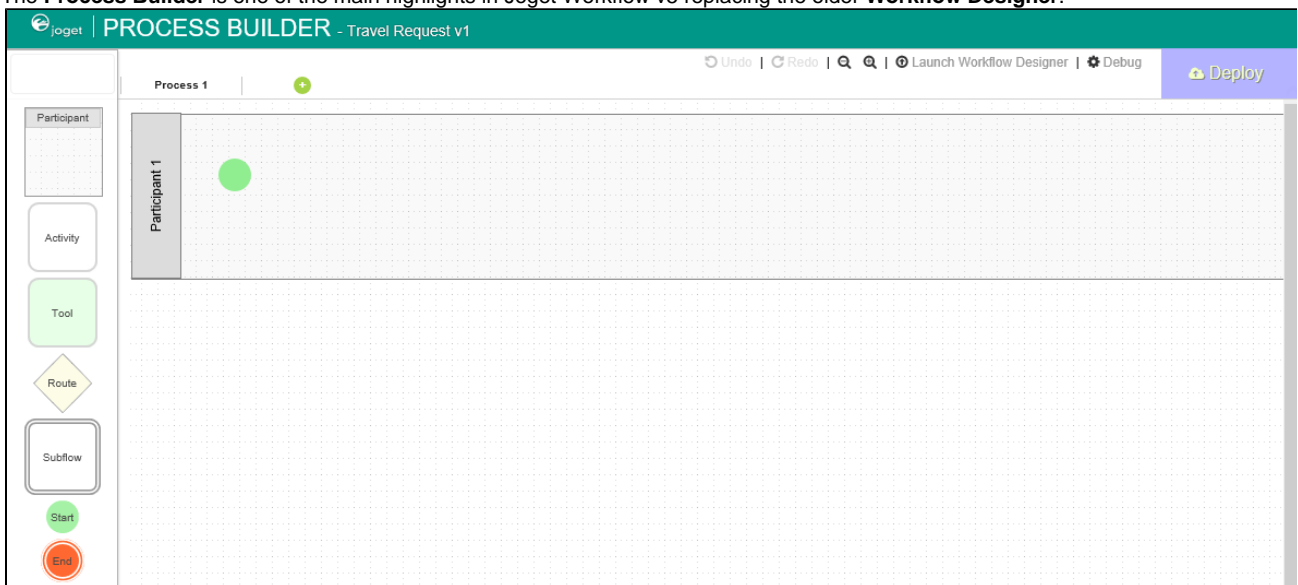 The Process Builder is one of the main highlights in Joget Workflow v5 replacing the older Workflow Designer.
joget | PROCESS BUILDER - Travel Request v1
Undo | Redo | | Launch Workflow Designer | Debug
Deploy
Process 1
Participant
Participant 1
Activity
Tool
Route
Subflow
Start
End